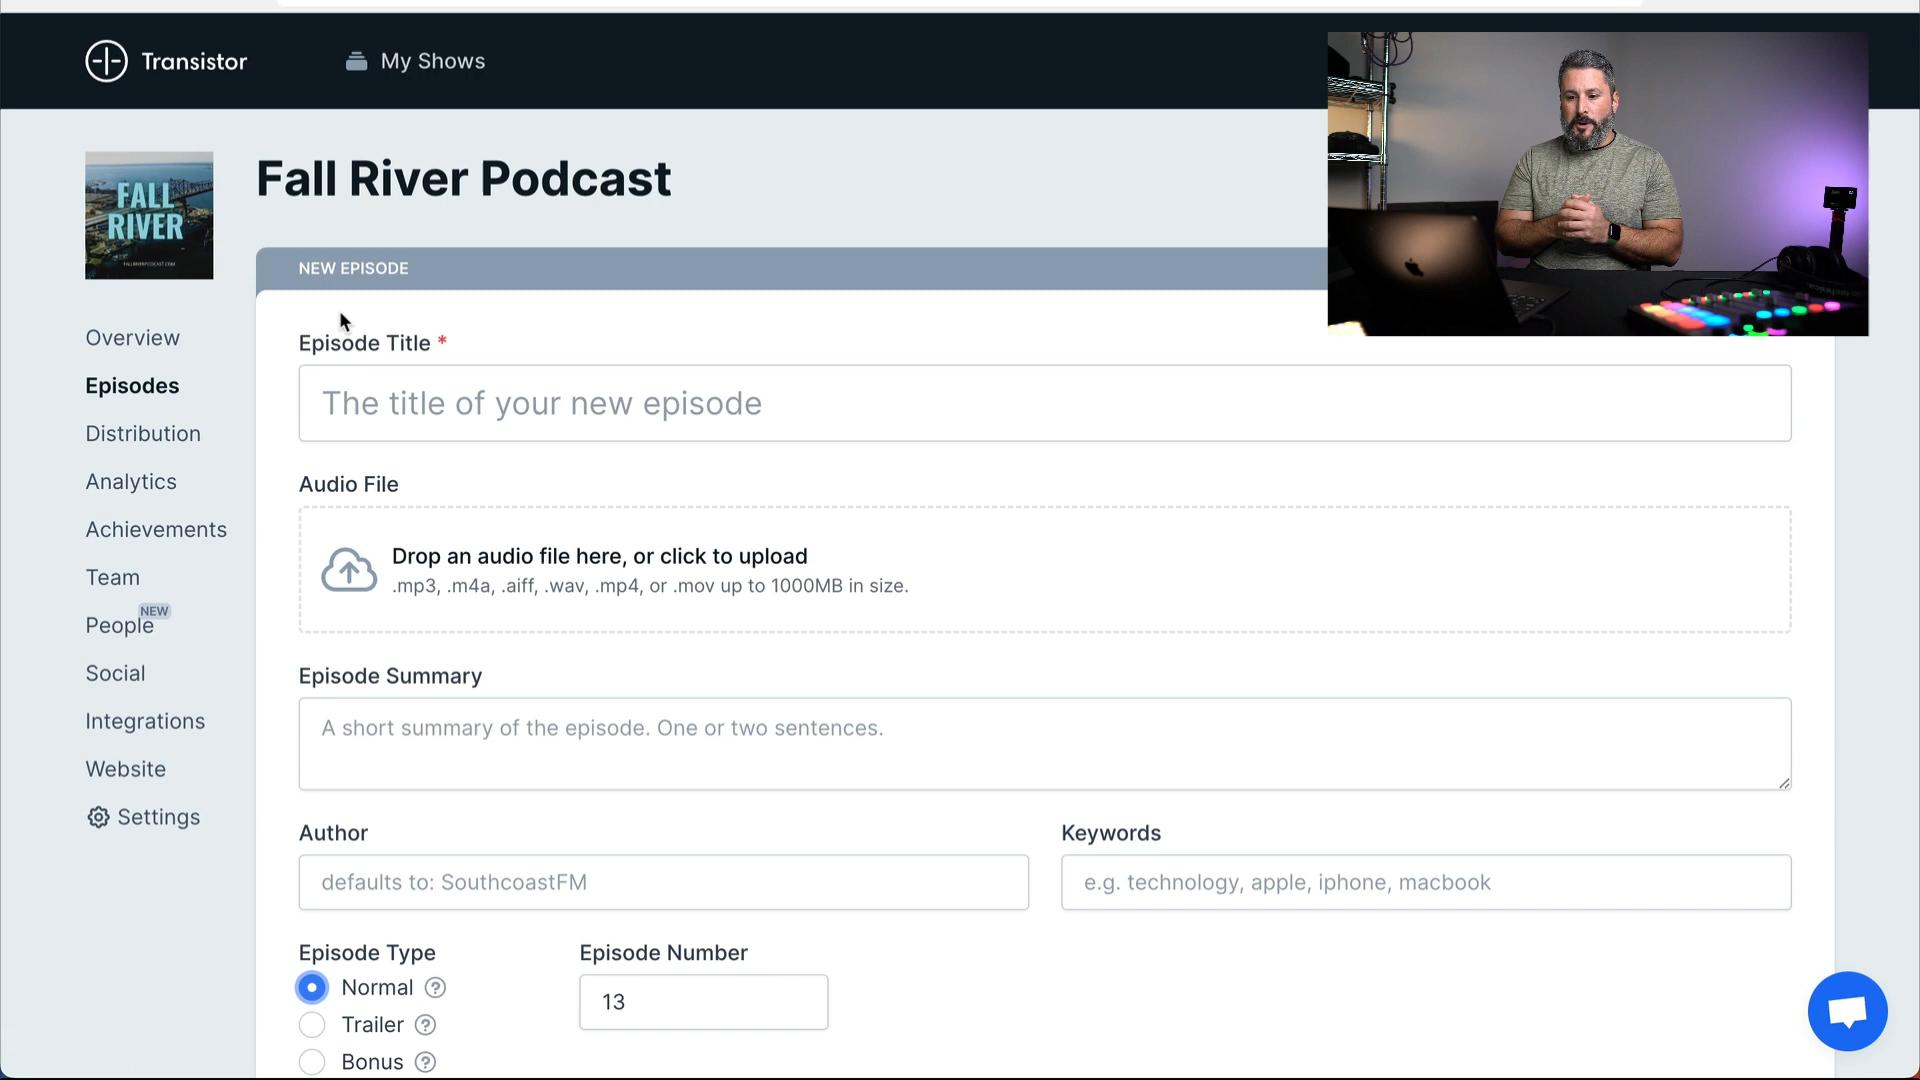 Transistor
My Shows
FALL
RIVER
FALLRIVERPODCAST.COM
Fall River Podcast
NEW EPISODE
Overview
Episodes
Distribution
Analytics
Achievements
Team
NEW
People
Social
Integrations
Website
Settings
Episode Title *
The title of your new episode
Audio File
Drop an audio file here, or click to upload
.mp3, .m4a, .aiff, .wav, .mp4, or .mov up to 1000MB in size.
Episode Summary
A short summary of the episode. One or two sentences.
Author
defaults to: SouthcoastFM
Keywords
e.g. technology, apple, iphone, macbook
Episode Type
Normal ?
Trailer ?
Bonus ?
Episode Number
13